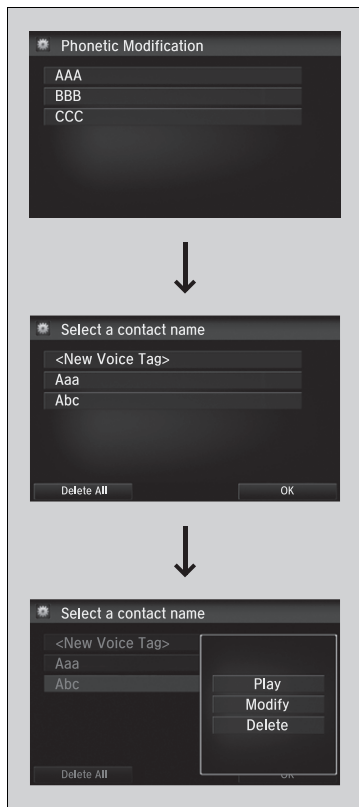 Phonetic Modification
AAA
BBB
CCC
Select a contact name
<New Voice Tag>
Aaa
Abc
Delete All OK
Select a contact name
<New Voice Tag>
Aaa
Abc
Play
Modify
Delete
Delete All OK